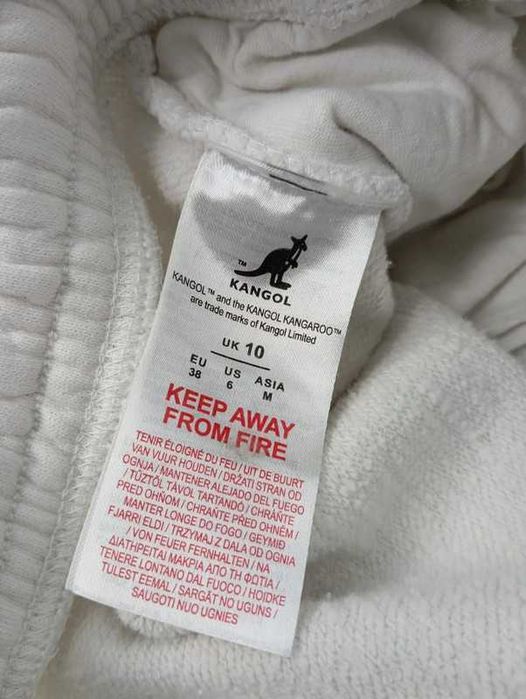 ™
KANGOL
KANGOL™ and the KANGOL KANGAROO™
are trade marks of Kangol Limited
UK 10
EU US ASIA
38 6 M
KEEP AWAY
FROM FIRE
TENIR ÉLOIGNÉ DU FEU / UIT DE BUURT
VAN VUUR HOUDEN / DRŽATI STRAN OD
OGNJA / MANTENER ALEJADO DEL FUEGO
/ TŰZTŐL TÁVOL TARTANDÓ / CHRÁNTE
PRED OHŇOM / CHRAŇTE PŘED OHNĚM /
MANTER LONGE DO FOGO / GEYMIÐ
FJARRI ELDI / TRZYMAJ Z DALA OD OGNIA
/ VON FEUER FERNHALTEN / ΝΑ
ΔΙΑΤΗΡΕΙΤΑΙ ΜΑΚΡΙΑ ΑΠΟ ΤΗ ΦΩΤΙΑ /
TENERE LONTANO DAL FUOCO / HOIDKE
TULEST EEMAL / SARGĀT NO UGUNS /
SAUGOTI NUO UGNIES